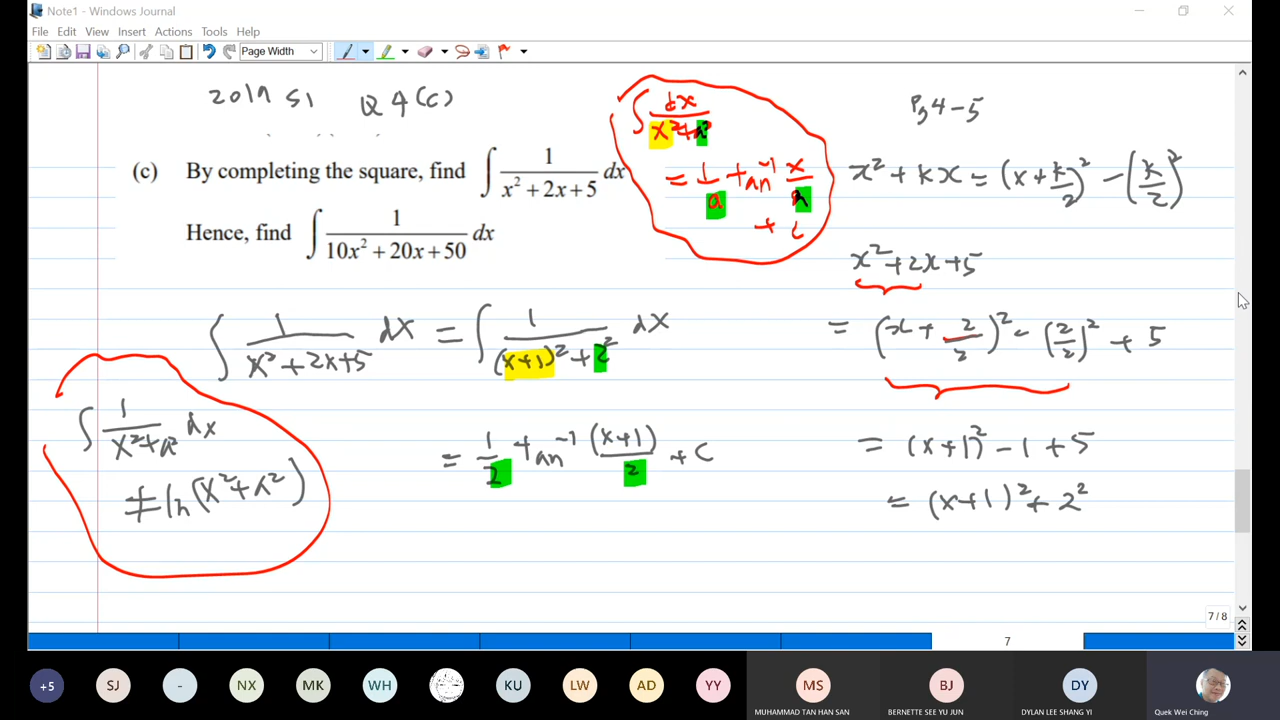 Note1 - Windows Journal
File Edit View Insert Actions Tools Help
Page Width
2019 S1 Q4(c)
Pg 4-5
(c) By completing the square, find ∫ 1/(x² + 2x + 5) dx
Hence, find ∫ 1/(10x² + 20x + 50) dx
∫ dx/(x² + a²)
= 1/a tan⁻¹ x/a
+ c
x² + kx = (x + k/2)² - (k/2)²
x² + 2x + 5
= (x + 2/2)² - (2/2)² + 5
= (x+1)² - 1 + 5
= (x+1)² + 2²
∫ 1/(x² + 2x + 5) dx = ∫ 1/((x+1)² + 2²) dx
= 1/2 tan⁻¹ (x+1)/2 + c
∫ 1/(x² + a²) dx
≠ ln(x² + a²)
7/8
7
+5 SJ - NX MK WH KU LW AD YY MS BJ DY
MUHAMMAD TAN HAN SAN BERNETTE SEE YU JUN DYLAN LEE SHANG YI Quek Wei Ching